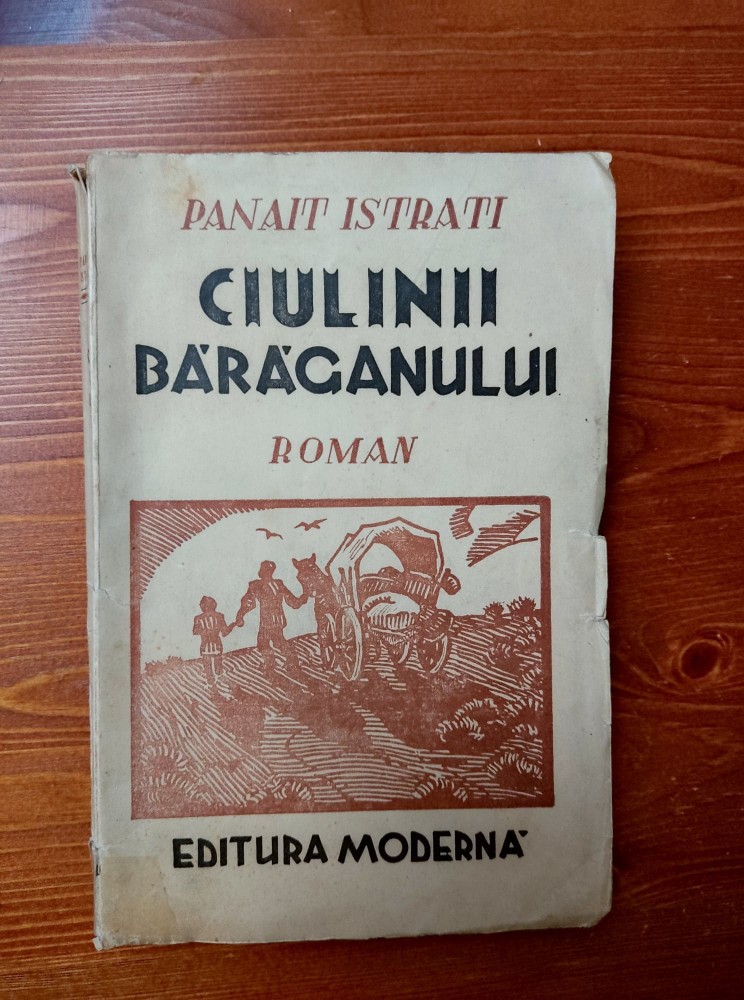 PANAIT ISTRATI
CIULINII
BĂRĂGANULUI
ROMAN
EDITURA MODERNĂ